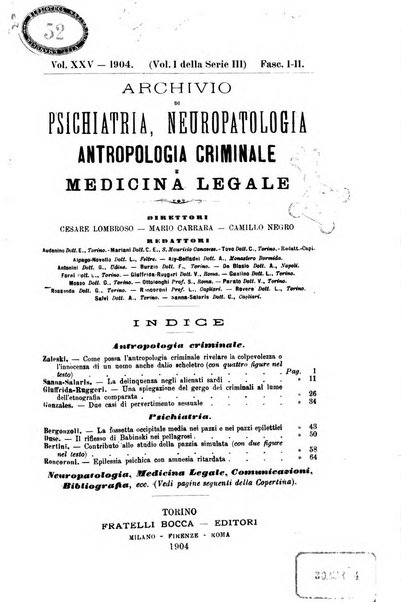 32
Vol. XXV — 1904. (Vol. I della Serie III) Fasc. I-II.
ARCHIVIO
DI
PSICHIATRIA, NEUROPATOLOGIA
ANTROPOLOGIA CRIMINALE
E
MEDICINA LEGALE
DIRETTORI
CESARE LOMBROSO — MARIO CARRARA — CAMILLO NEGRO
REDATTORI
Audenino Dott. E., Torino. - Mariani Dott. C. E., S. Maurizio Canavese. - Tovo Dott. C., Torino. - Redatt.-Capi.
Alpago-Novello Dott. L., Feltre. — Aly-Belfadel Dott. A., Monastero Bormida.
Antonini Dott. G., Udine. — Burzio Dott. F., Torino. — De Blasio Dott. A., Napoli.
Forni Dott. L., Torino. — Giuffrida-Ruggeri Dott. V., Roma. — Gualino Dott. L., Torino.
Mosso Dott. G., Torino. — Ottolenghi Prof. S., Roma. — Parato Dott. V., Torino.
Rossanda Dott. G., Torino. — Roncoroni Prof. L., Cagliari. — Rovere Dott. L., Torino.
Salvi Dott. A., Torino. — Sanna-Salaris Dott. G., Cagliari.
INDICE
Antropologia criminale.
Zaleski. — Come possa l'antropologia criminale rivelare la colpevolezza o
l'innocenza di un uomo anche dallo scheletro (con quattro figure nel
testo) Pag. 1
Sanna-Salaris. — La delinquenza negli alienati sardi » 11
Giuffrida-Ruggeri. — Una spiegazione del gergo dei criminali al lume
dell'etnografia comparata » 26
Gonzales. — Due casi di pervertimento sessuale » 34
Psichiatria.
Bergonzoli. — La fossetta occipitale media nei pazzi e nei pazzi epilettici » 43
Duse. — Il riflesso di Babinski nei pellagrosi » 50
Bertini. — Contributo allo studio della pazzia simulata (con due figure
nel testo) » 58
Roncoroni. — Epilessia psichica con amnesia ritardata » 64
Neuropatologia, Medicina Legale, Comunicazioni,
Bibliografia, ecc. (Vedi pagine seguenti della Copertina).
TORINO
FRATELLI BOCCA — EDITORI
MILANO - FIRENZE - ROMA
1904